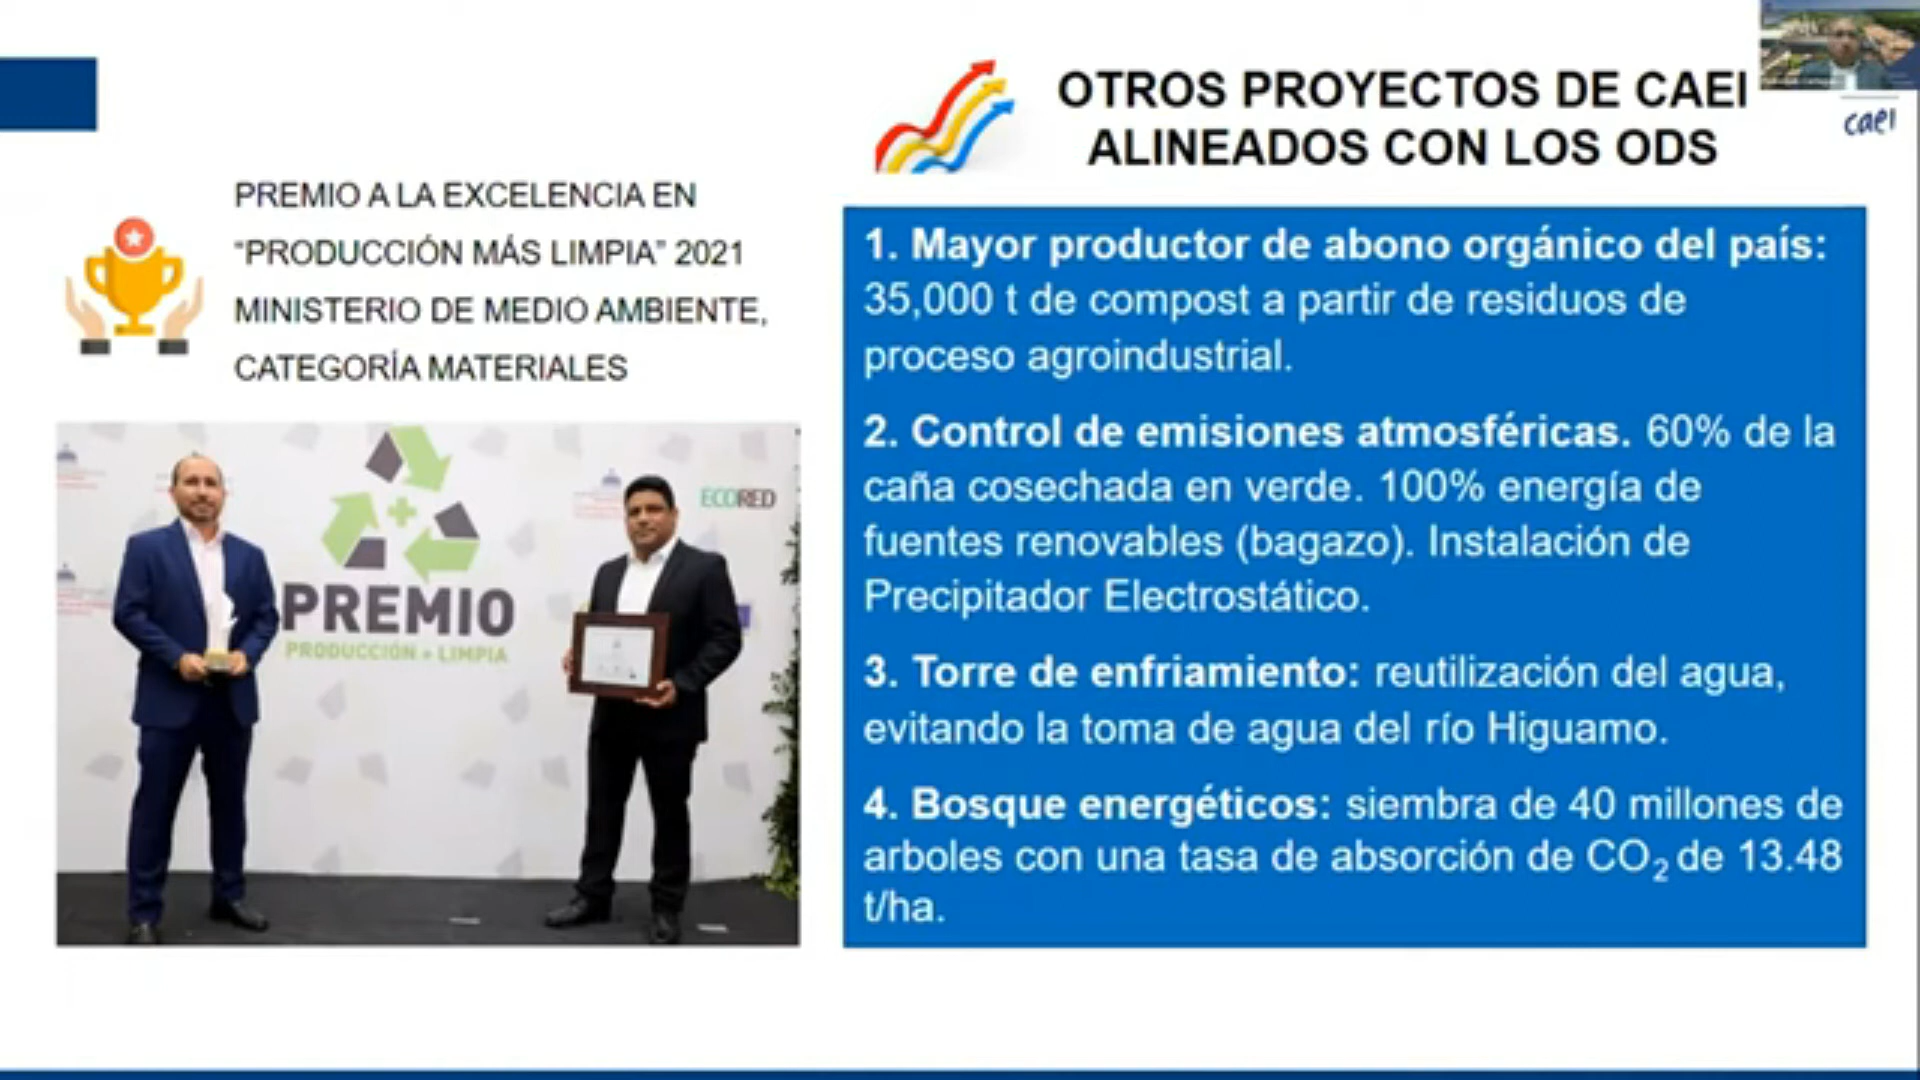 OTROS PROYECTOS DE CAEI
ALINEADOS CON LOS ODS
caei
PREMIO A LA EXCELENCIA EN
“PRODUCCIÓN MÁS LIMPIA” 2021
MINISTERIO DE MEDIO AMBIENTE,
CATEGORÍA MATERIALES
ECORED
PREMIO
PRODUCCIÓN + LIMPIA
1. Mayor productor de abono orgánico del país:
35,000 t de compost a partir de residuos de
proceso agroindustrial.
2. Control de emisiones atmosféricas. 60% de la
caña cosechada en verde. 100% energía de
fuentes renovables (bagazo). Instalación de
Precipitador Electrostático.
3. Torre de enfriamiento: reutilización del agua,
evitando la toma de agua del río Higuamo.
4. Bosque energéticos: siembra de 40 millones de
arboles con una tasa de absorción de CO₂ de 13.48
t/ha.